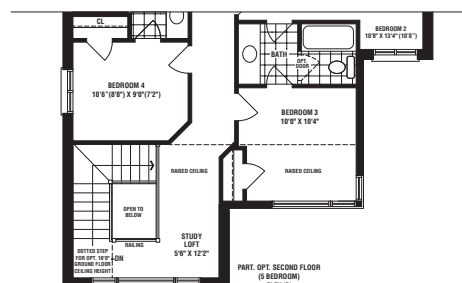 CL
BEDROOM 2
10'8" X 13'4" (10'8")
BATH
OPT.
DOOR
BEDROOM 4
10'6"(8'8") X 9'0"(7'2")
BEDROOM 3
10'0" X 10'4"
RAISED CEILING
RAISED CEILING
OPEN TO
BELOW
RAILING
STUDY
LOFT
5'6" X 12'2"
DOTTED STEP
FOR OPT. 10'0"
GROUND FLOOR
CEILING HEIGHT
DN
PART. OPT. SECOND FLOOR
(5 BEDROOM)